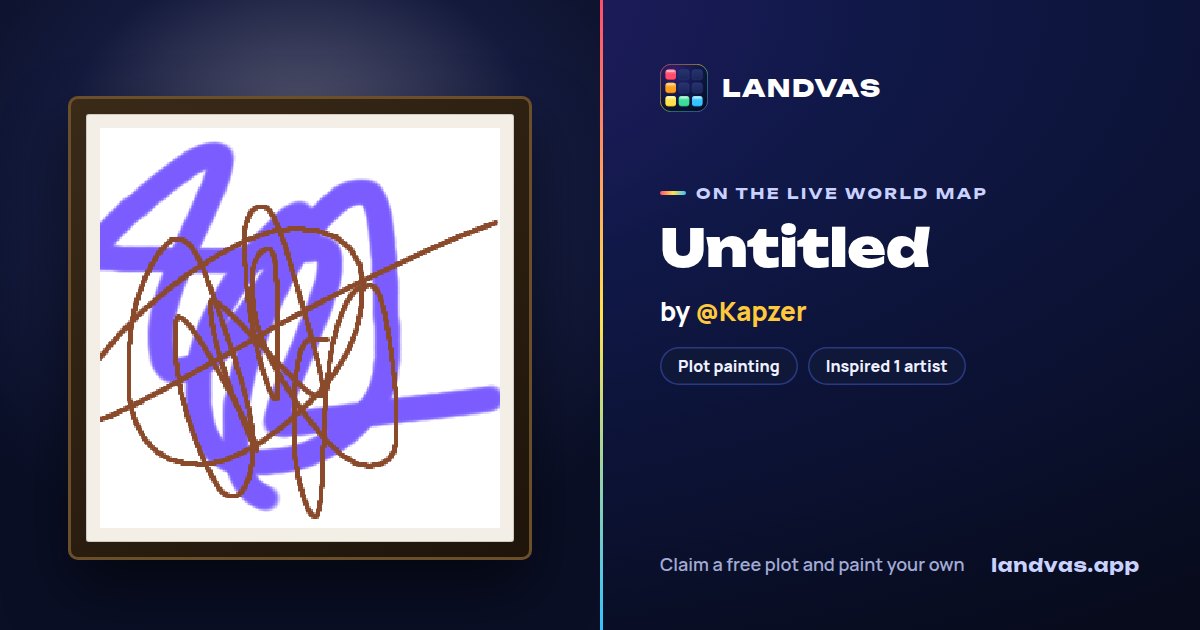 LANDVAS
ON THE LIVE WORLD MAP
Untitled
by @Kapzer
Plot painting
Inspired 1 artist
Claim a free plot and paint your own
landvas.app